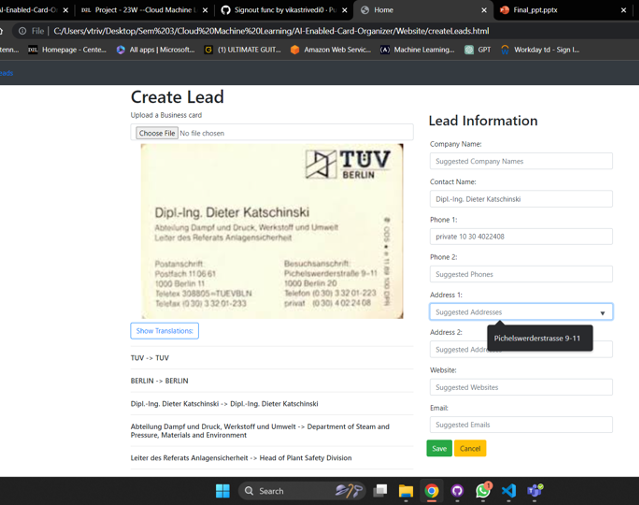 AI-Enabled-Card-Organizer
Project - 23W --Cloud Machine L
Signout func by vikastrivedi0 · Pu
Home
Final_ppt.pptx
File
C:/Users/vtriv/Desktop/Sem%203/Cloud%20Machine%20Learning/AI-Enabled-Card-Organizer/Website/createLeads.html
Homepage - Cente...
All apps | Microsoft...
(1) ULTIMATE GUIT...
Amazon Web Servic...
Machine Learning...
GPT
Workday td - Sign I...
Create Lead
Upload a Business card
Choose File No file chosen
TÜV
BERLIN
Dipl.-Ing. Dieter Katschinski
Abteilung Dampf und Druck, Werkstoff und Umwelt
Leiter des Referats Anlagensicherheit
Postanschrift:
Postfach 11 06 61
1000 Berlin 11
Teletex 308805=TUEVBLN
Telefax (0 30) 3 32 01-233
Besuchsanschrift:
Pichelswerderstraße 9-11
1000 Berlin 20
Telefon (0 30) 3 32 01-223
privat (0 30) 4 02 24 08
Show Translations:
TUV -> TUV
BERLIN -> BERLIN
Dipl.-Ing. Dieter Katschinski -> Dipl.-Ing. Dieter Katschinski
Abteilung Dampf und Druck, Werkstoff und Umwelt -> Department of Steam and
Pressure, Materials and Environment
Leiter des Referats Anlagensicherheit -> Head of Plant Safety Division
Lead Information
Company Name:
Suggested Company Names
Contact Name:
Dipl.-Ing. Dieter Katschinski
Phone 1:
private 10 30 4022408
Phone 2:
Suggested Phones
Address 1:
Suggested Addresses
Pichelswerderstrasse 9-11
Address 2:
Website:
Suggested Websites
Email:
Suggested Emails
Save
Cancel
Search